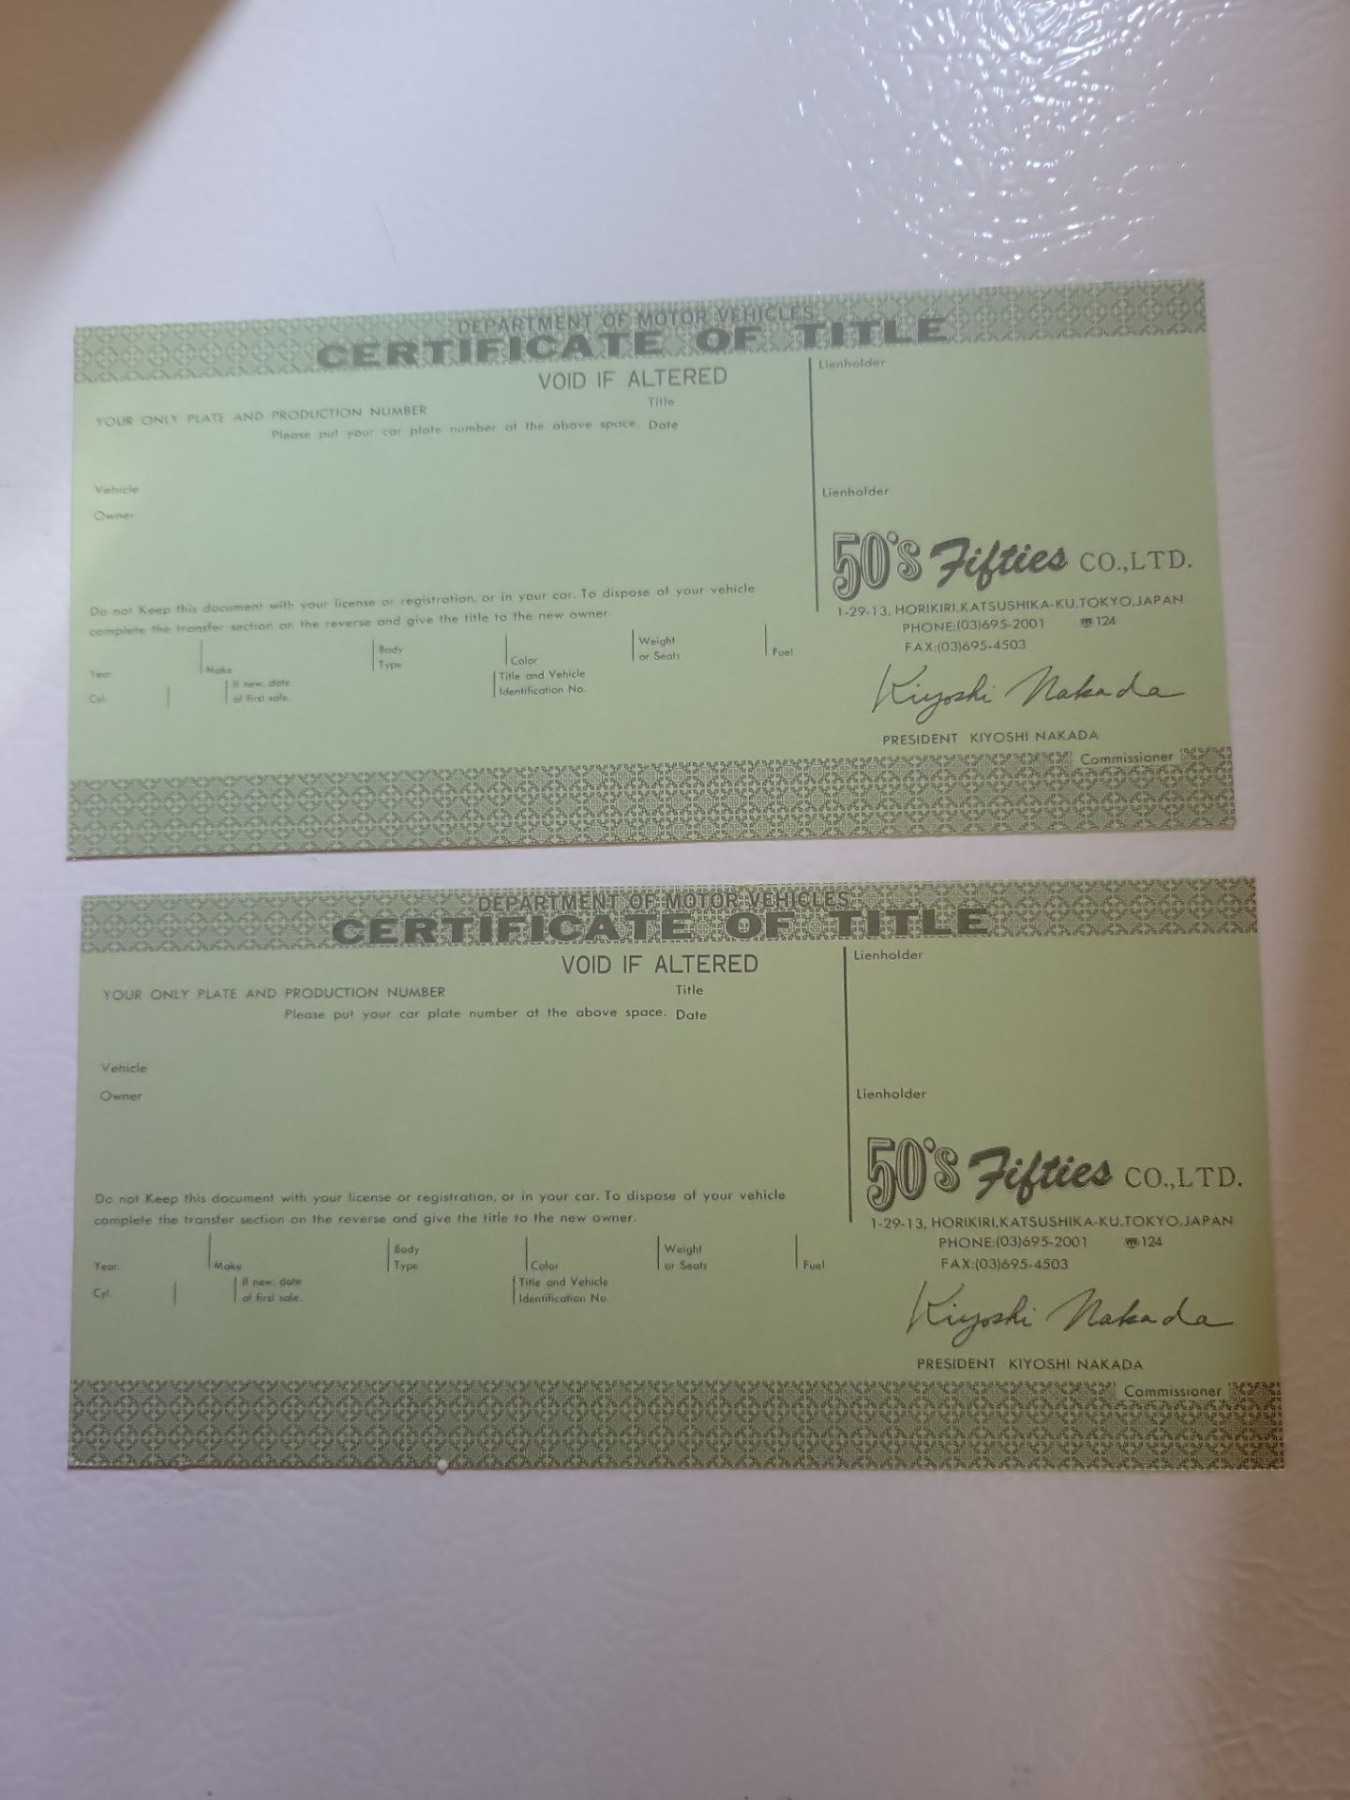 DEPARTMENT OF MOTOR VEHICLES
CERTIFICATE OF TITLE
VOID IF ALTERED
YOUR ONLY PLATE AND PRODUCTION NUMBER
Title
Please put your car plate number at the above space. Date
Vehicle
Owner
Do not Keep this document with your license or registration, or in your car. To dispose of your vehicle
complete the transfer section on the reverse and give the title to the new owner.
Year
Make
Body
Type
Color
Weight
or Seats
Fuel
Cyl.
If new, date
of first sale.
Title and Vehicle
Identification No.
Lienholder
Lienholder
50's Fifties CO.,LTD.
1-29-13, HORIKIRI,KATSUSHIKA-KU,TOKYO,JAPAN
PHONE:(03)695-2001 ☎124
FAX:(03)695-4503
Kiyoshi Nakada
PRESIDENT KIYOSHI NAKADA
Commissioner
DEPARTMENT OF MOTOR VEHICLES
CERTIFICATE OF TITLE
VOID IF ALTERED
YOUR ONLY PLATE AND PRODUCTION NUMBER
Title
Please put your car plate number at the above space. Date
Vehicle
Owner
Do not Keep this document with your license or registration, or in your car. To dispose of your vehicle
complete the transfer section on the reverse and give the title to the new owner.
Year
Make
Body
Type
Color
Weight
or Seats
Fuel
Cyl.
If new, date
of first sale.
Title and Vehicle
Identification No.
Lienholder
Lienholder
50's Fifties CO.,LTD.
1-29-13, HORIKIRI,KATSUSHIKA-KU,TOKYO,JAPAN
PHONE:(03)695-2001 ☎124
FAX:(03)695-4503
Kiyoshi Nakada
PRESIDENT KIYOSHI NAKADA
Commissioner